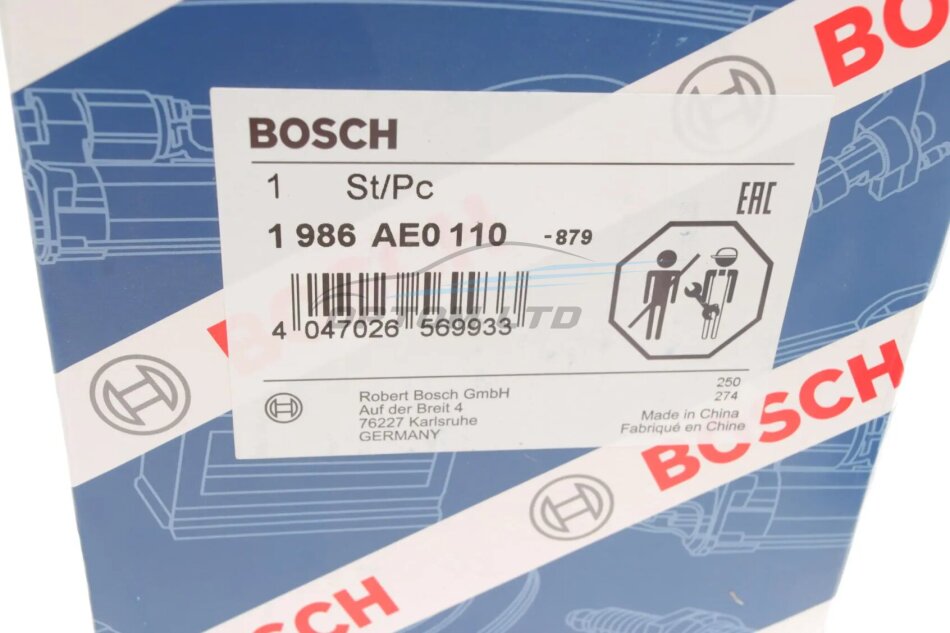 BOSCH
BOSCH
1 St/Pc
EAC
1 986 AE0 110 -879
4 047026 569933
Robert Bosch GmbH
Auf der Breit 4
76227 Karlsruhe
GERMANY
250
274
Made in China
Fabriqué en Chine
BOSCH
BOSCH